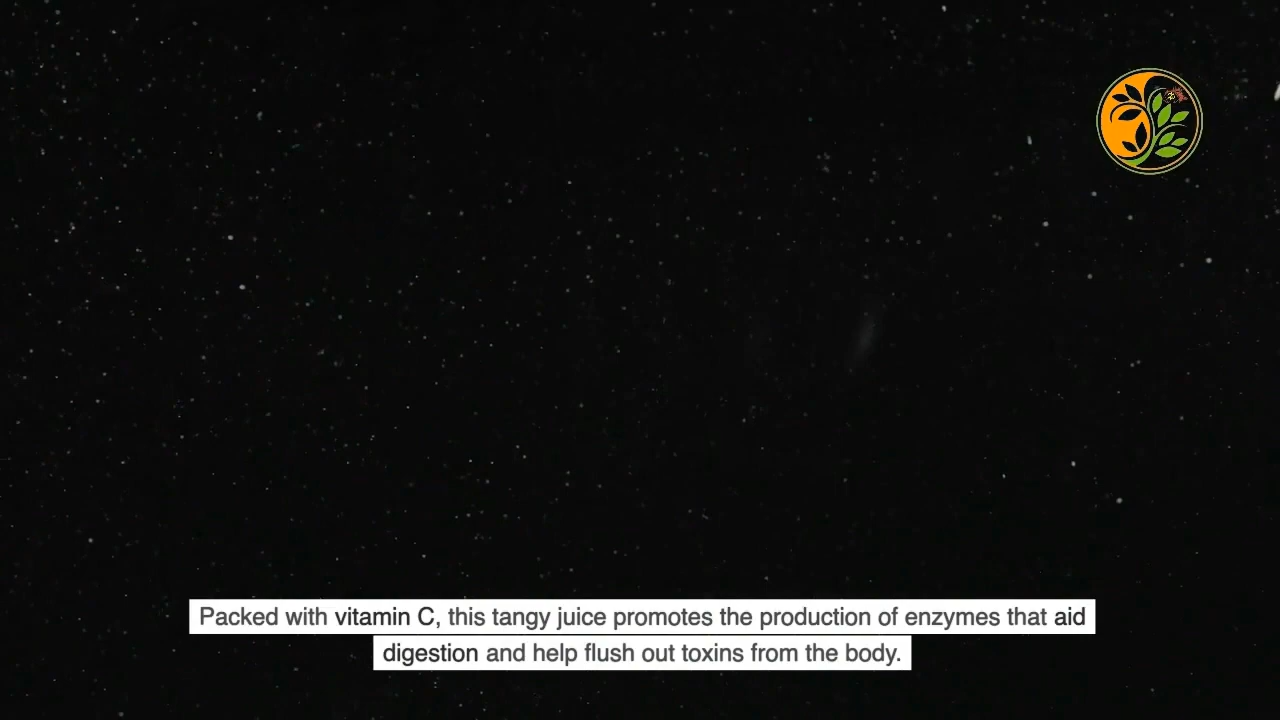 Packed with vitamin C, this tangy juice promotes the production of enzymes that aid
digestion and help flush out toxins from the body.